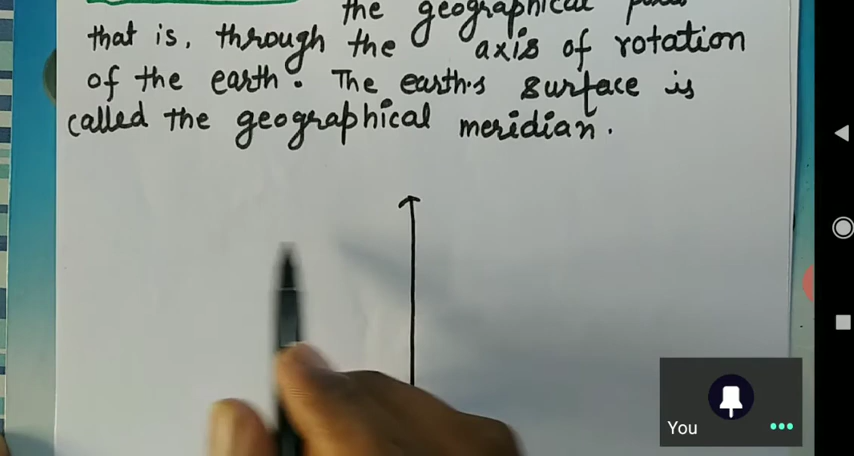 the geographical
that is, through the axis of rotation
of the earth. The earth's surface is
called the geographical meridian.
You